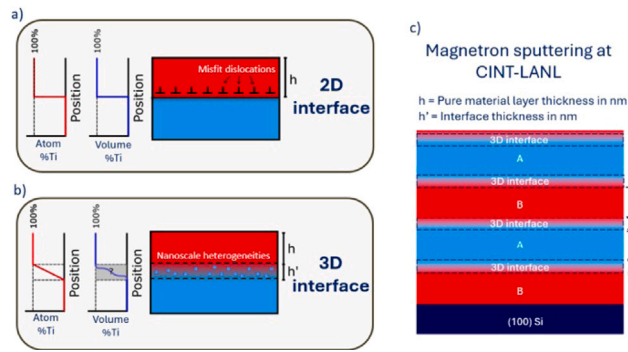 a)
100%
Position
Atom
%Ti
100%
Position
Volume
%Ti
Misfit dislocations
h
2D
interface
b)
100%
Position
Atom
%Ti
100%
?
Position
Volume
%Ti
Nanoscale heterogeneities
h
h'
3D
interface
c)
Magnetron sputtering at
CINT-LANL
h = Pure material layer thickness in nm
h' = Interface thickness in nm
3D interface
A
3D interface
B
3D interface
A
3D interface
B
(100) Si